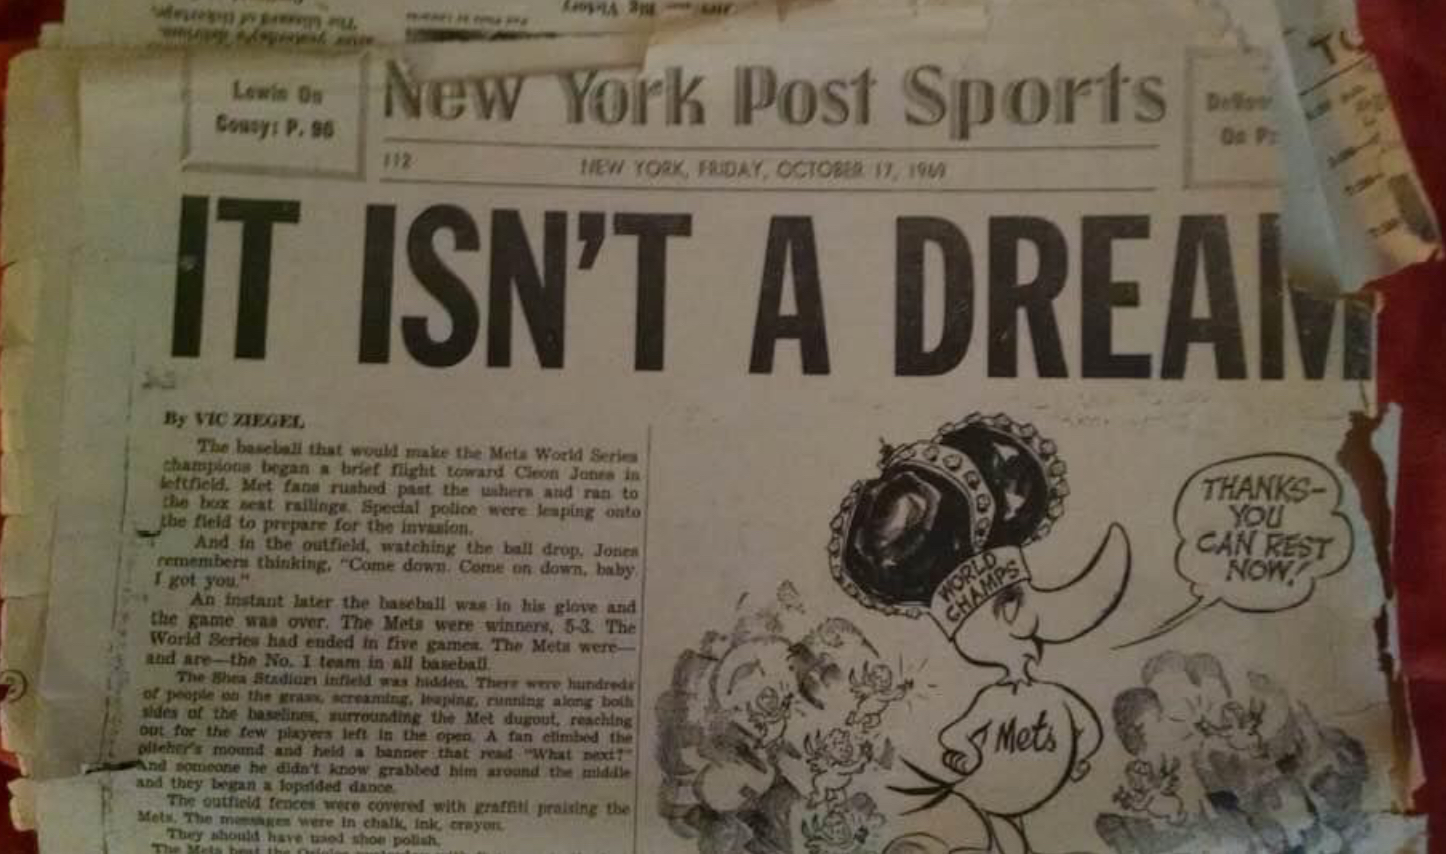 Lewin On
Cousy: P. 96
New York Post Sports
112
NEW YORK, FRIDAY, OCTOBER 17, 1969
On P
IT ISN'T A DREAM
By VIC ZIEGEL
The baseball that would make the Mets World Series
champions began a brief flight toward Cleon Jones in
leftfield. Met fans rushed past the ushers and ran to
the box seat railings. Special police were leaping onto
the field to prepare for the invasion.
And in the outfield, watching the ball drop, Jones
remembers thinking, "Come down. Come on down, baby.
I got you."
An instant later the baseball was in his glove and
the game was over. The Mets were winners, 5-3. The
World Series had ended in five games. The Mets were—
and are—the No. 1 team in all baseball.
The Shea Stadium infield was hidden. There were hundreds
of people on the grass, screaming, leaping, running along both
sides of the baselines, surrounding the Met dugout, reaching
out for the few players left in the open. A fan climbed the
pitcher's mound and held a banner that read "What next?"
And someone he didn't know grabbed him around the middle
and they began a lopsided dance.
The outfield fences were covered with graffiti praising the
Mets. The messages were in chalk, ink, crayon.
They should have used shoe polish.
The Mets beat the Orioles yesterday
WORLD
CHAMPS
THANKS-
YOU
CAN REST
NOW!
Mets